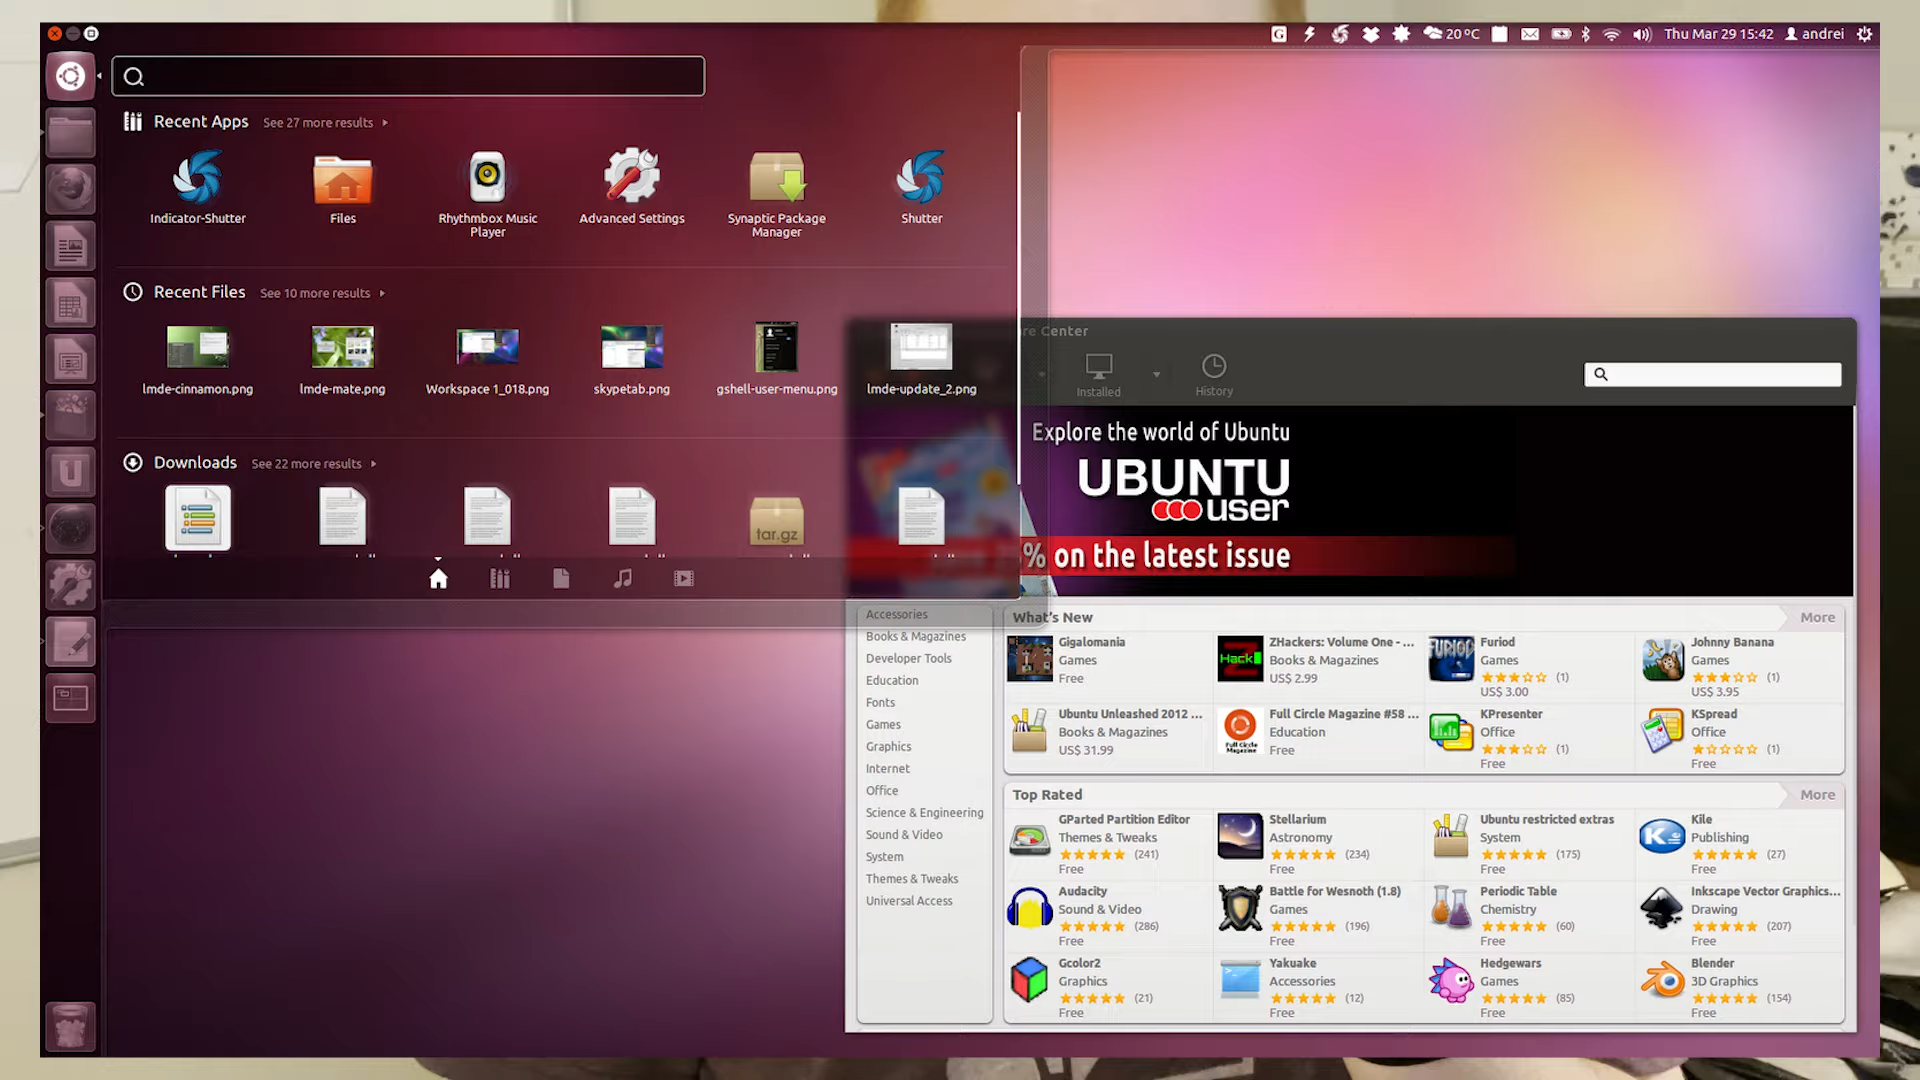 20°C
Thu Mar 29 15:42
andrei
Recent Apps
See 27 more results
Indicator-Shutter
Files
Rhythmbox Music
Player
Advanced Settings
Synaptic Package
Manager
Shutter
Recent Files
See 10 more results
lmde-cinnamon.png
lmde-mate.png
Workspace 1_018.png
skypetab.png
gshell-user-menu.png
lmde-update_2.png
Downloads
See 22 more results
tar.gz
re Center
Installed
History
Explore the world of Ubuntu
UBUNTU
user
% on the latest issue
Accessories
Books & Magazines
Developer Tools
Education
Fonts
Games
Graphics
Internet
Office
Science & Engineering
Sound & Video
System
Themes & Tweaks
Universal Access
What's New
More
Gigalomania
Games
Free
Hack
ZHackers: Volume One - ...
Books & Magazines
US$ 2.99
FURIOD
Furiod
Games
(1)
US$ 3.00
Johnny Banana
Games
(1)
US$ 3.95
Ubuntu Unleashed 2012 ...
Books & Magazines
US$ 31.99
Full Circle
Magazine
Full Circle Magazine #58 ...
Education
Free
KPresenter
Office
(1)
Free
KSpread
Office
(1)
Free
Top Rated
More
GParted Partition Editor
Themes & Tweaks
(241)
Free
Stellarium
Astronomy
(234)
Free
Ubuntu restricted extras
System
(175)
Free
Kile
Publishing
(27)
Free
Audacity
Sound & Video
(286)
Free
Battle for Wesnoth (1.8)
Games
(196)
Free
Periodic Table
Chemistry
(60)
Free
Inkscape Vector Graphics...
Drawing
(207)
Free
Gcolor2
Graphics
(21)
Free
Yakuake
Accessories
(12)
Free
Hedgewars
Games
(85)
Free
Blender
3D Graphics
(154)
Free